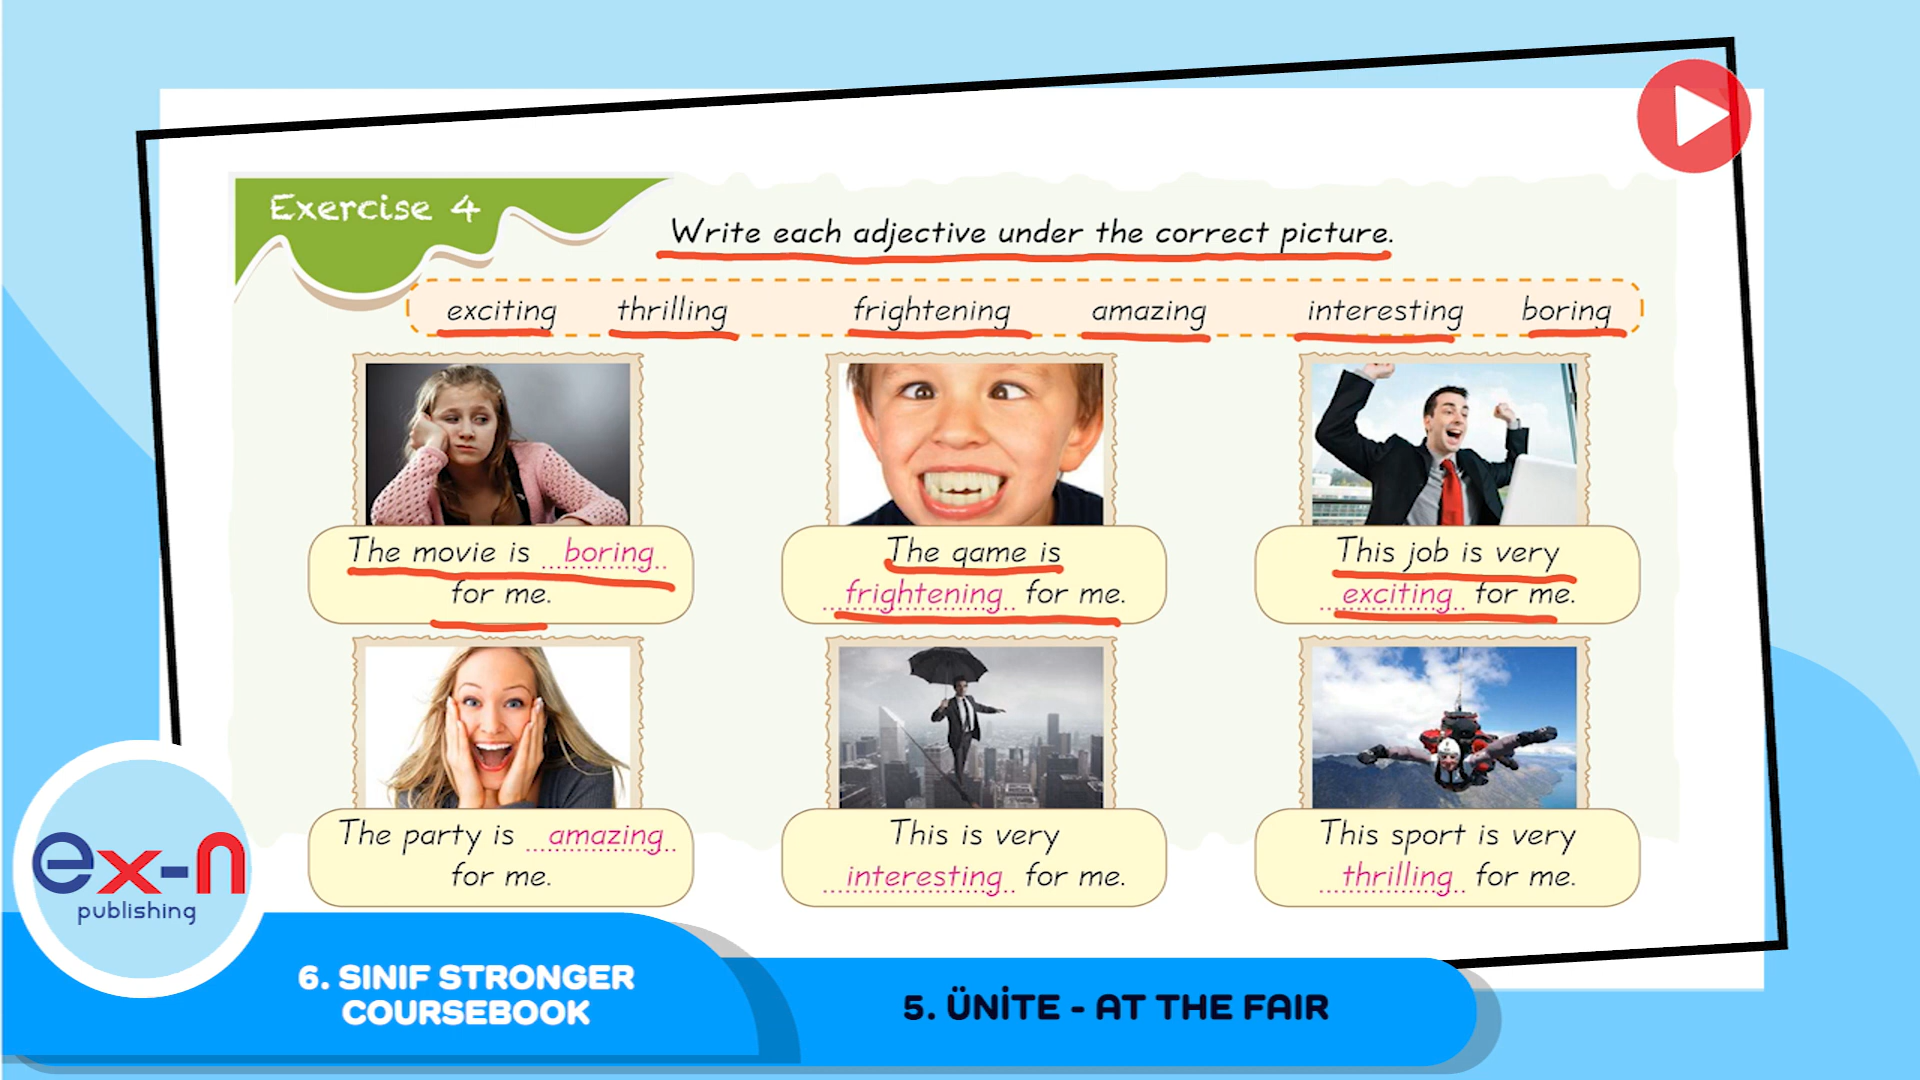 Exercise 4
Write each adjective under the correct picture.
exciting thrilling frightening amazing interesting boring
The movie is boring
for me.
The game is
frightening for me.
This job is very
exciting for me.
The party is amazing
for me.
This is very
interesting for me.
This sport is very
thrilling for me.
ex-n
publishing
6. SINIF STRONGER
COURSEBOOK
5. ÜNİTE - AT THE FAIR